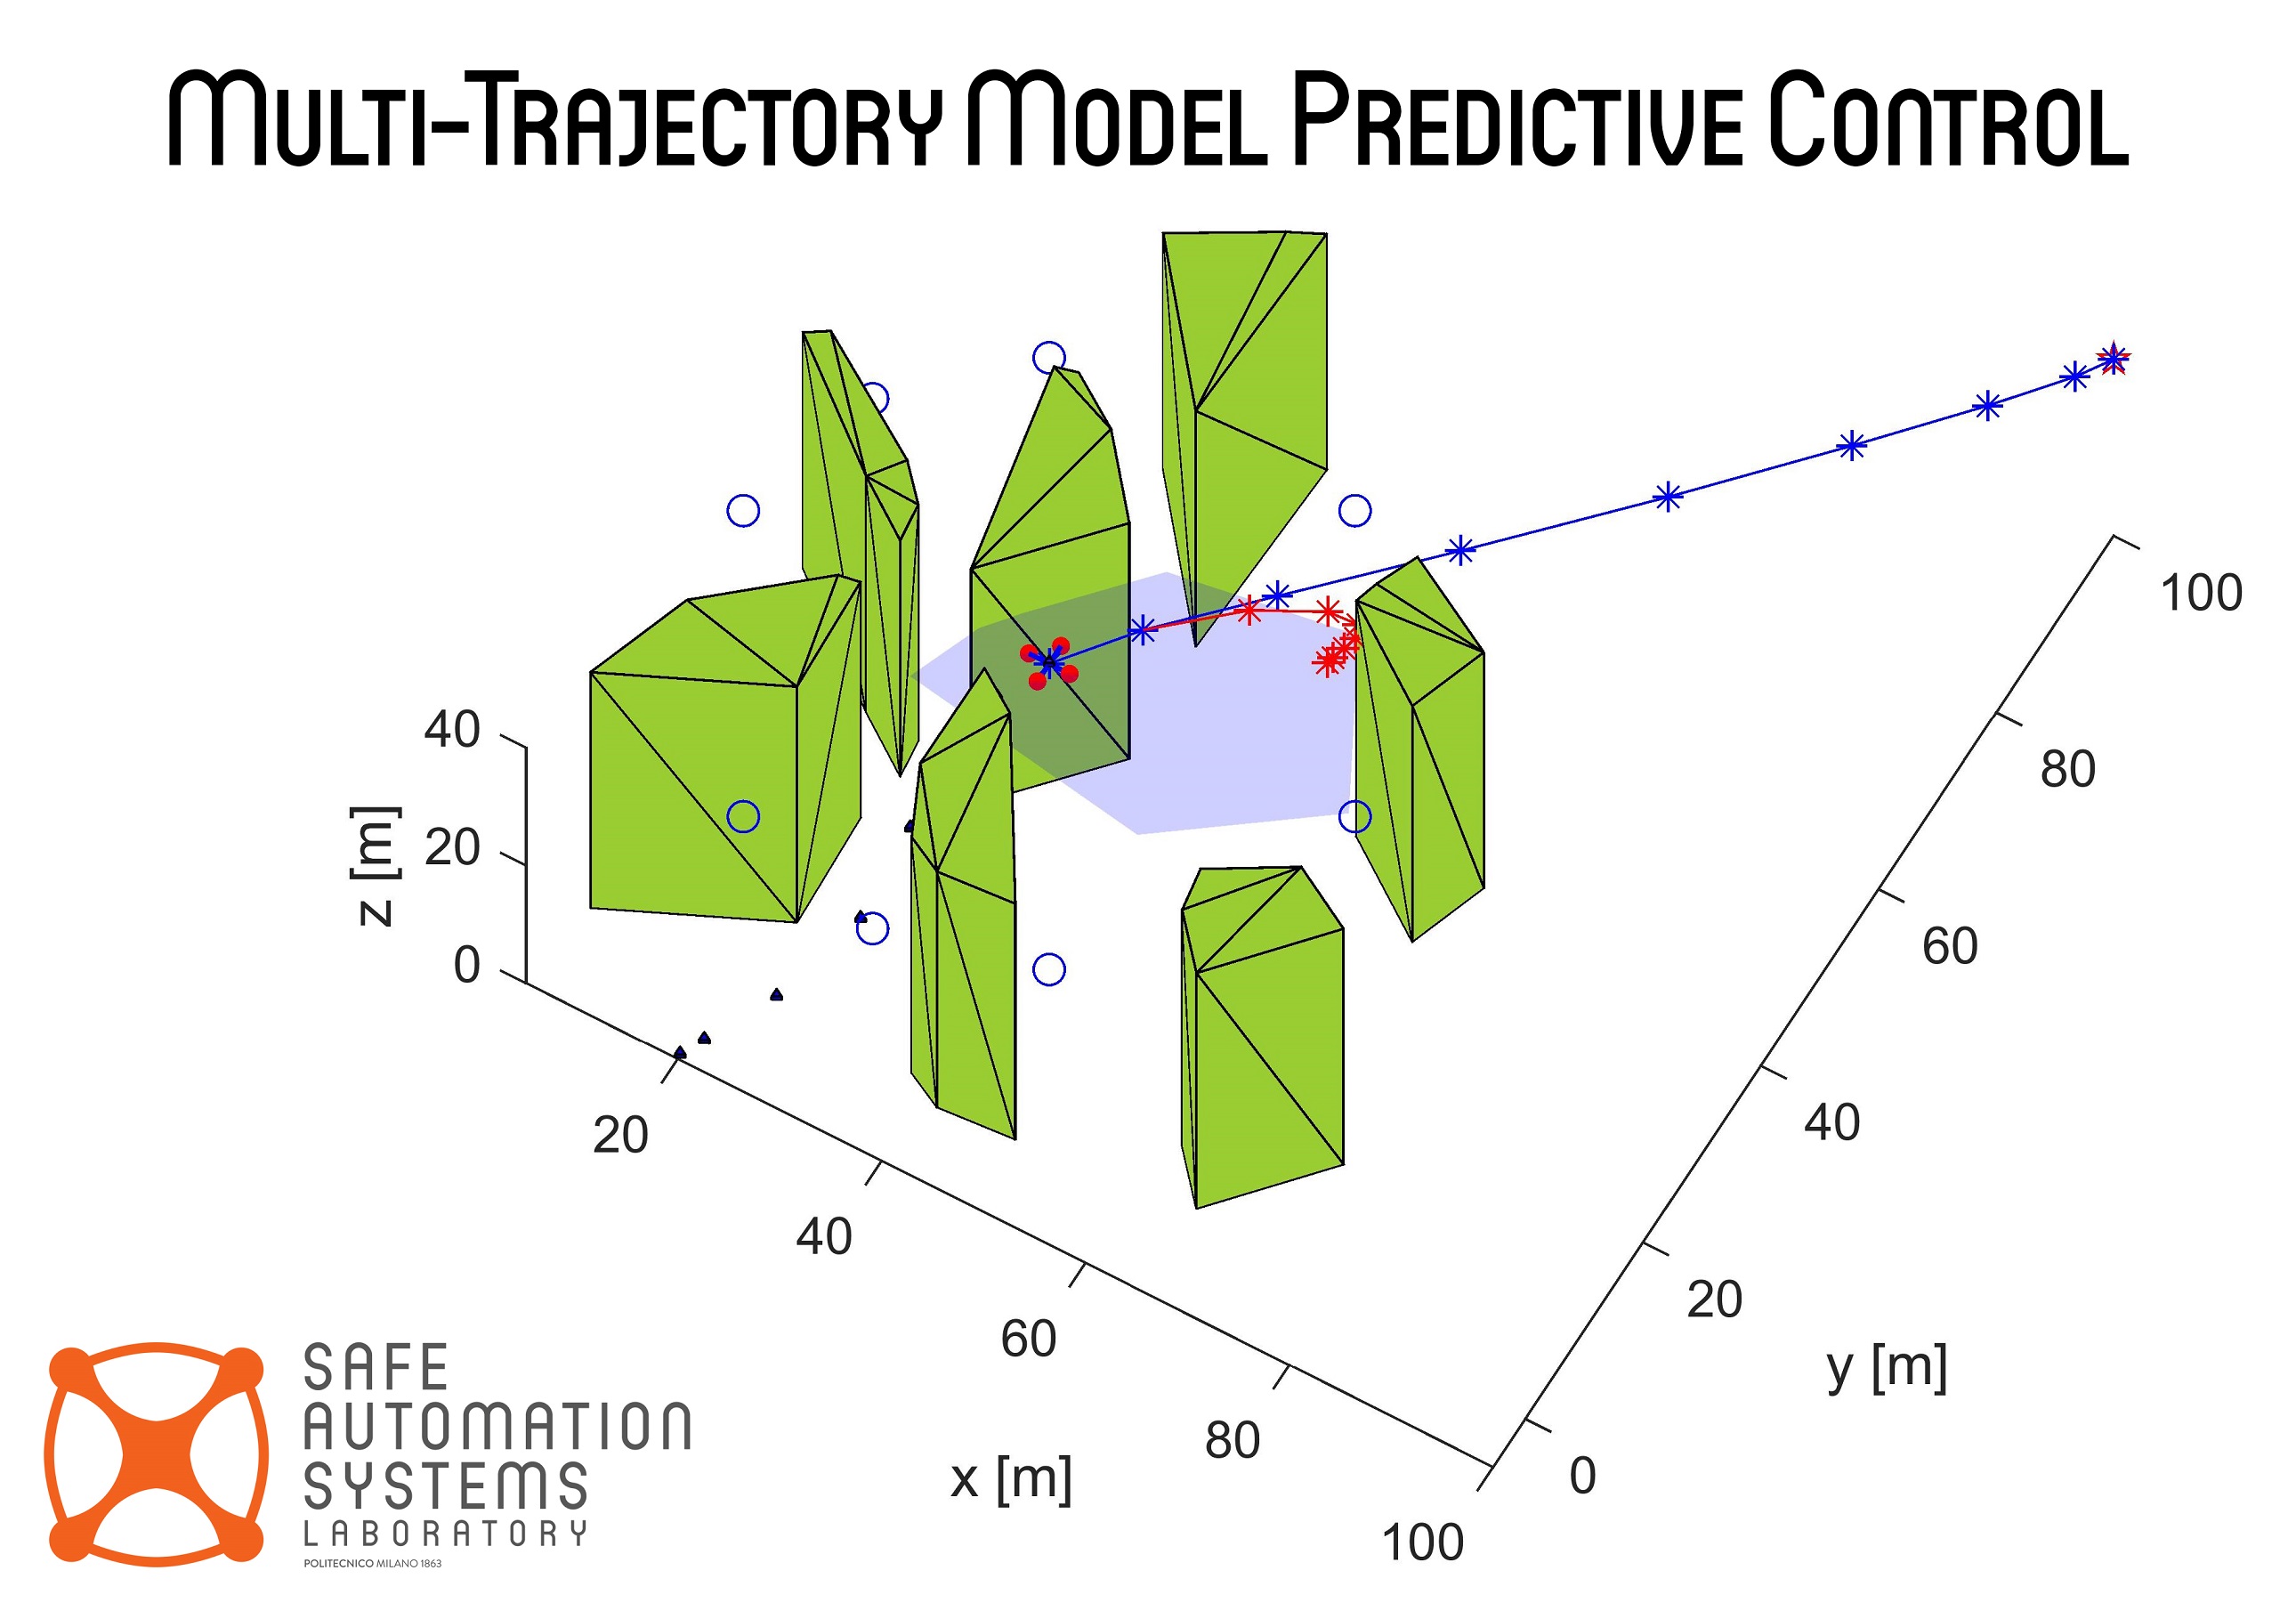 MULTI-TRAJECTORY MODEL PREDICTIVE CONTROL
40
20
0
z [m]
20
40
60
80
100
x [m]
0
20
40
60
80
100
y [m]
SAFE
AUTOMATION
SYSTEMS
LABORATORY
POLITECNICO MILANO 1863